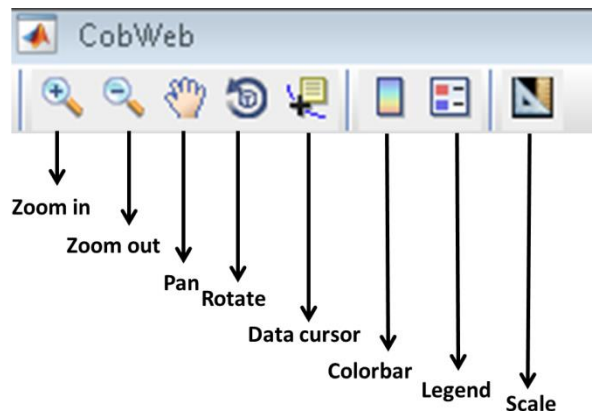 CobWeb
Zoom in
Zoom out
Pan
Rotate
Data cursor
Colorbar
Legend
Scale